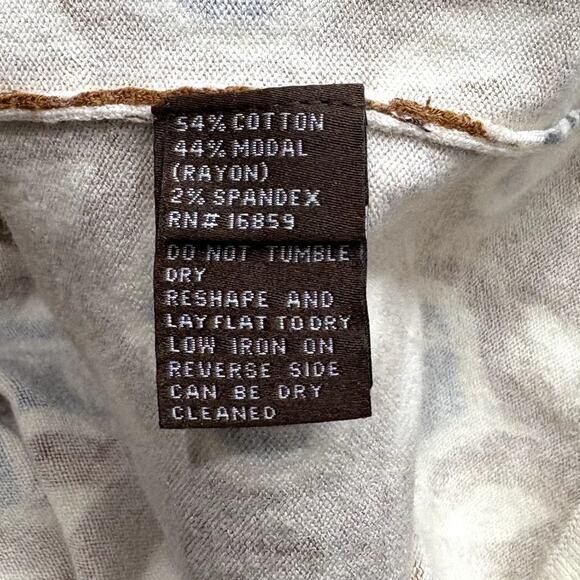 54% COTTON
44% MODAL
(RAYON)
2% SPANDEX
RN# 16859
DO NOT TUMBLE
DRY
RESHAPE AND
LAY FLAT TO DRY
LOW IRON ON
REVERSE SIDE
CAN BE DRY
CLEANED